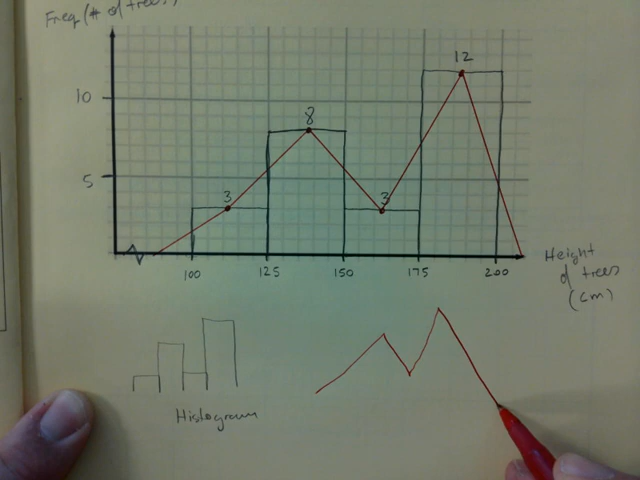 Freq (# of trees)
12
10
8
5
3
3
100 125 150 175 200
Height
of trees
(cm)
Histogram